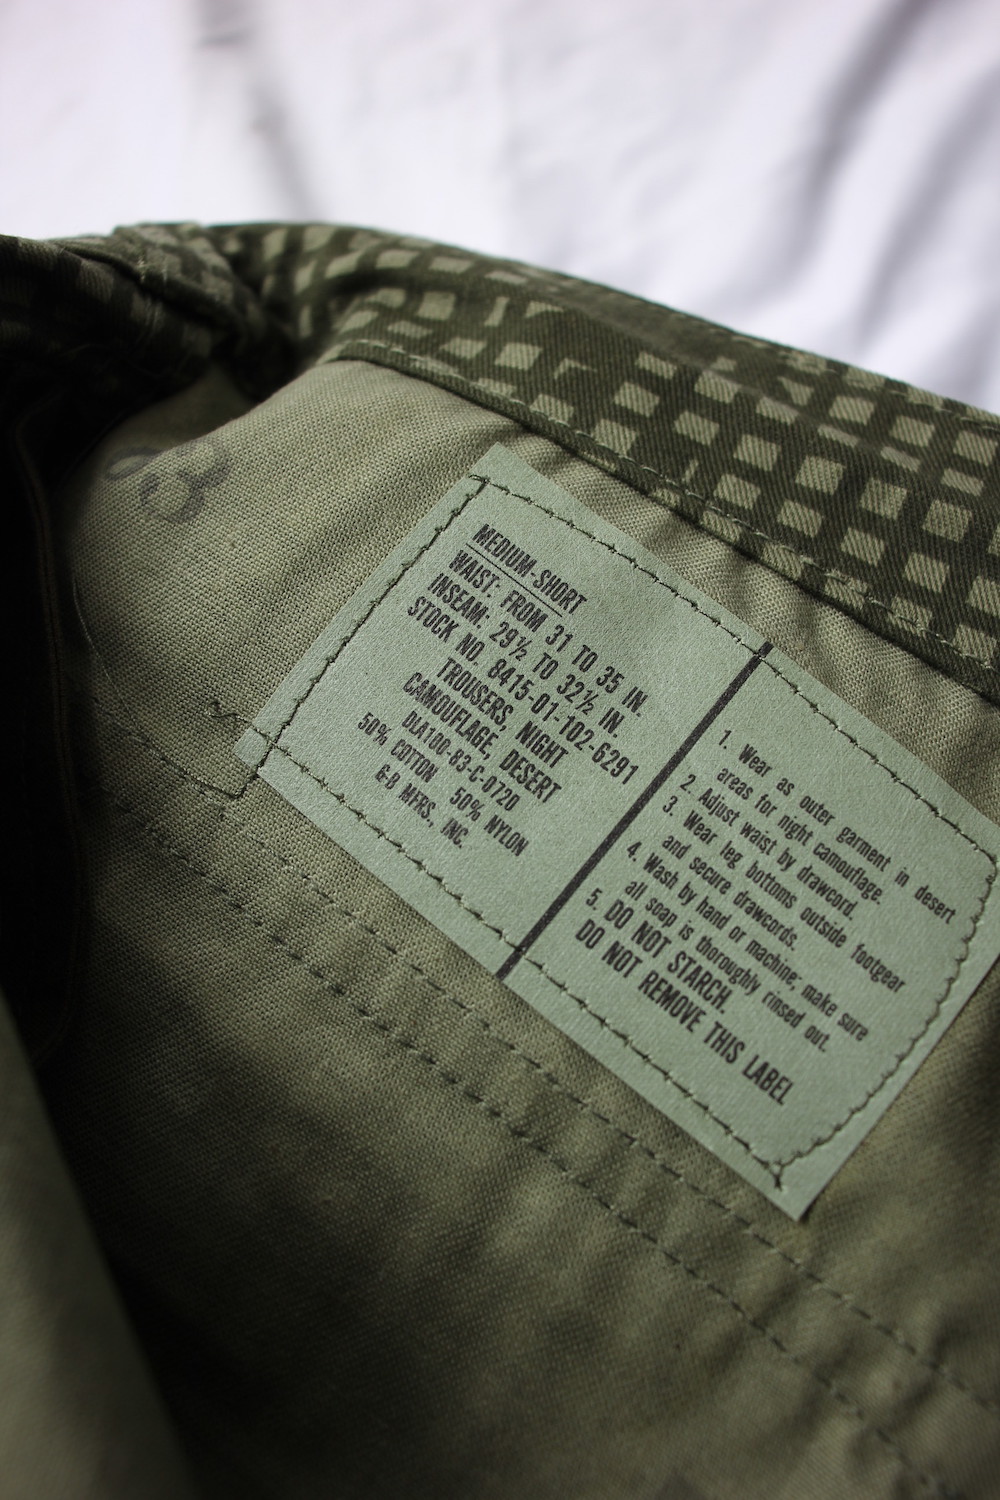 MEDIUM-SHORT
WAIST: FROM 31 TO 35 IN.
INSEAM: 29½ TO 32½ IN.
STOCK NO. 8415-01-102-6291
TROUSERS, NIGHT
CAMOUFLAGE, DESERT
DLA100-83-C-0720
50% COTTON 50% NYLON
6-B MFRS., INC.
1. Wear as outer garment in desert
areas for night camouflage.
2. Adjust waist by drawcord.
3. Wear leg bottoms outside footgear
and secure drawcords.
4. Wash by hand or machine; make sure
all soap is thoroughly rinsed out.
5. DO NOT STARCH.
DO NOT REMOVE THIS LABEL